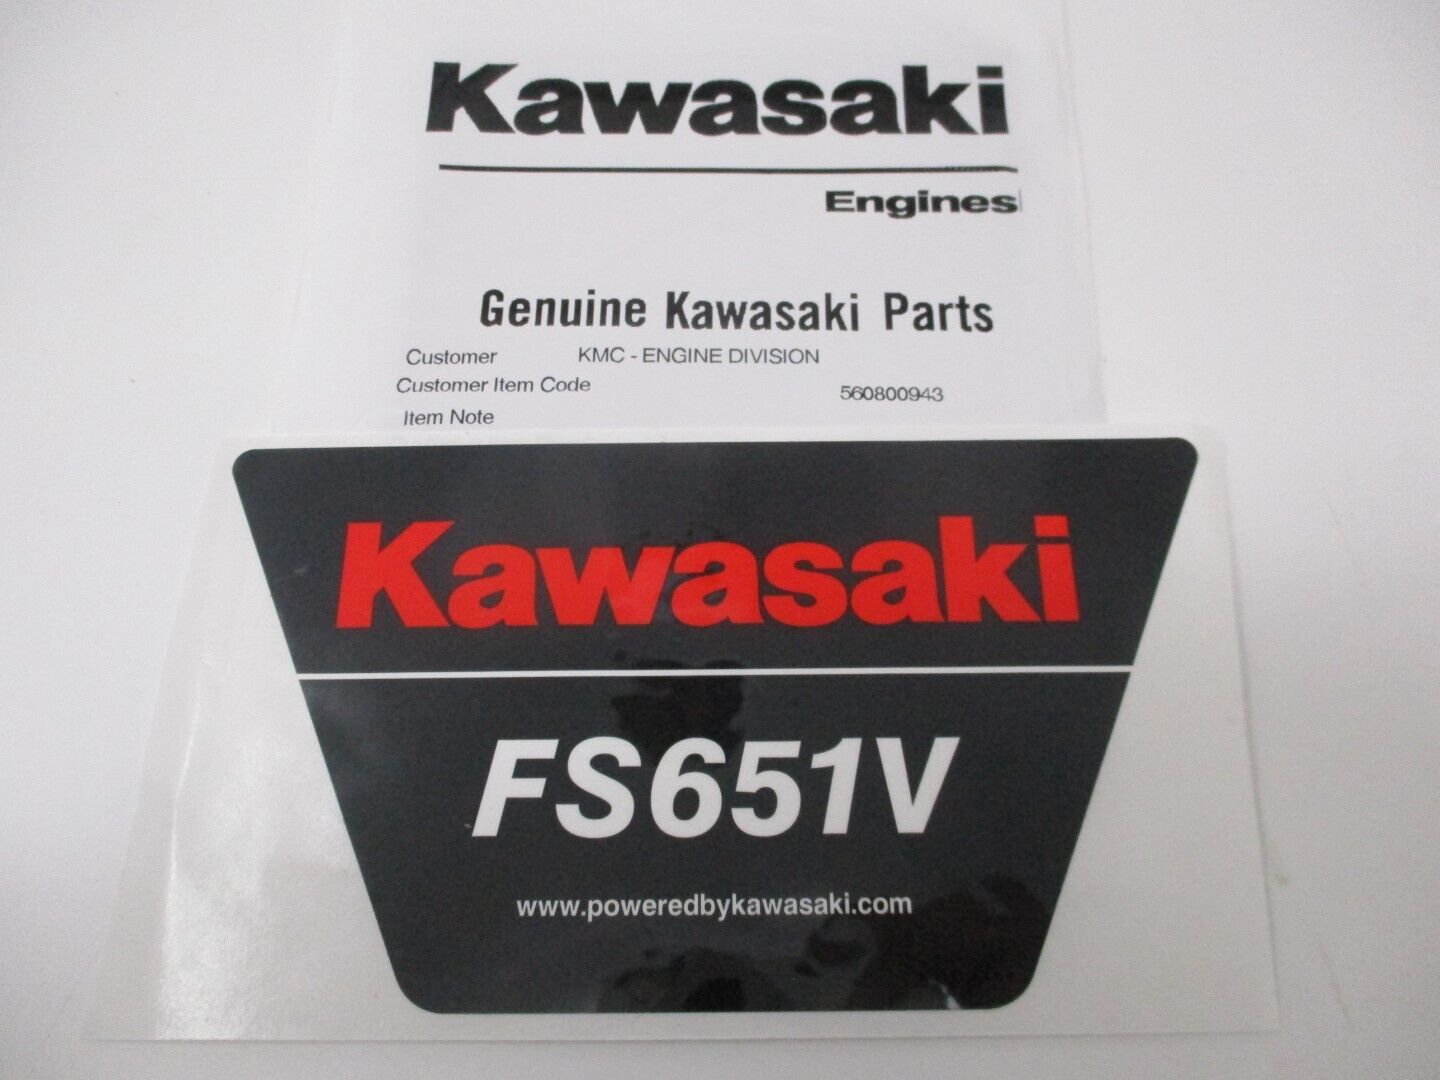 Kawasaki
Engines
Genuine Kawasaki Parts
Customer KMC - ENGINE DIVISION
Customer Item Code 560800943
Item Note
Kawasaki
FS651V
www.poweredbykawasaki.com